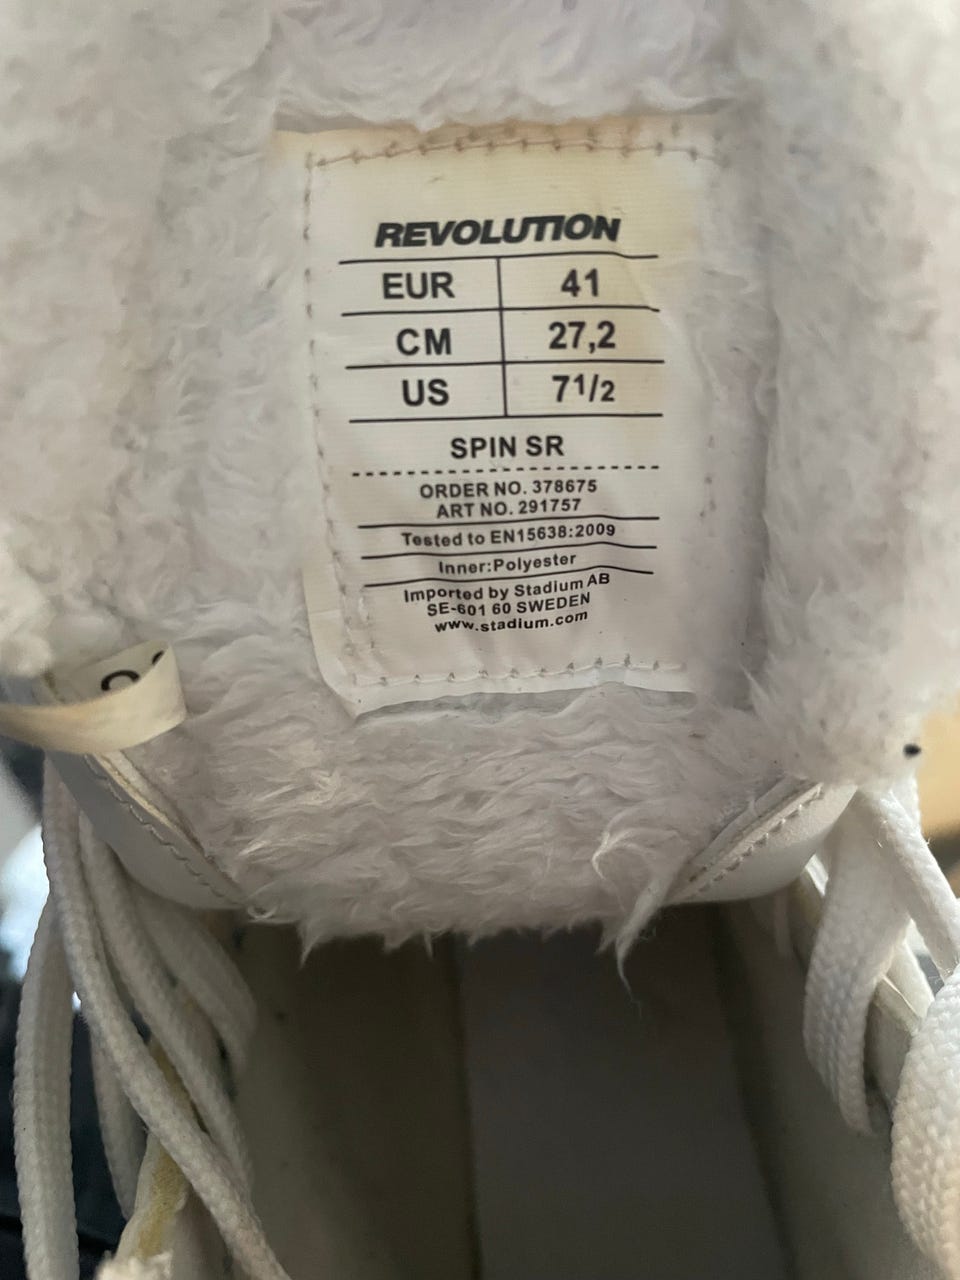 REVOLUTION
EUR 41
CM 27,2
US 71/2
SPIN SR
ORDER NO. 378675
ART NO. 291757
Tested to EN15638:2009
Inner:Polyester
Imported by Stadium AB
SE-601 60 SWEDEN
www.stadium.com